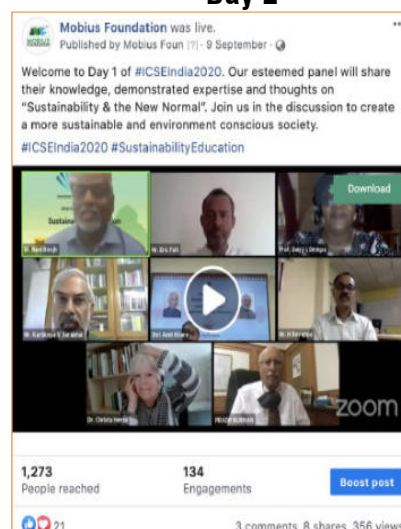 Day 2
Mobius Foundation was live.
Published by Mobius Foun [?] · 9 September ·
Welcome to Day 1 of #ICSEIndia2020. Our esteemed panel will share
their knowledge, demonstrated expertise and thoughts on
"Sustainability & the New Normal". Join us in the discussion to create
a more sustainable and environment conscious society.
#ICSEIndia2020 #SustainabilityEducation
Download
Dr. Christa
zoom
1,273
People reached
134
Engagements
Boost post
21
3 comments 8 shares 356 views